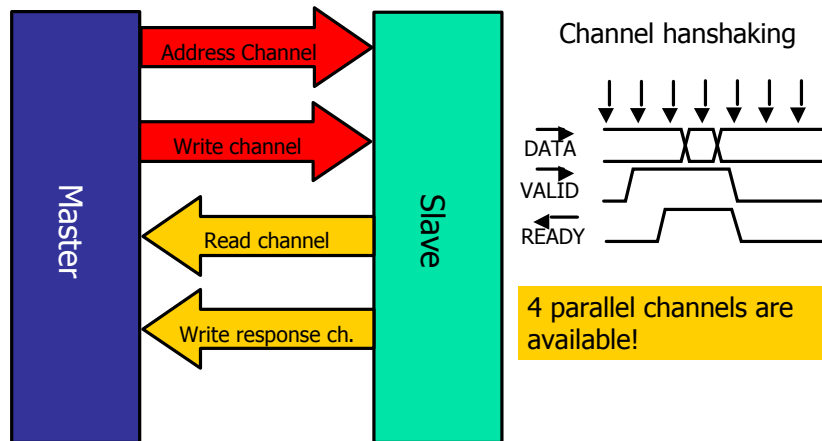 Master
Address Channel
Write channel
Read channel
Write response ch.
Slave
Channel hanshaking
DATA
VALID
READY
4 parallel channels are
available!